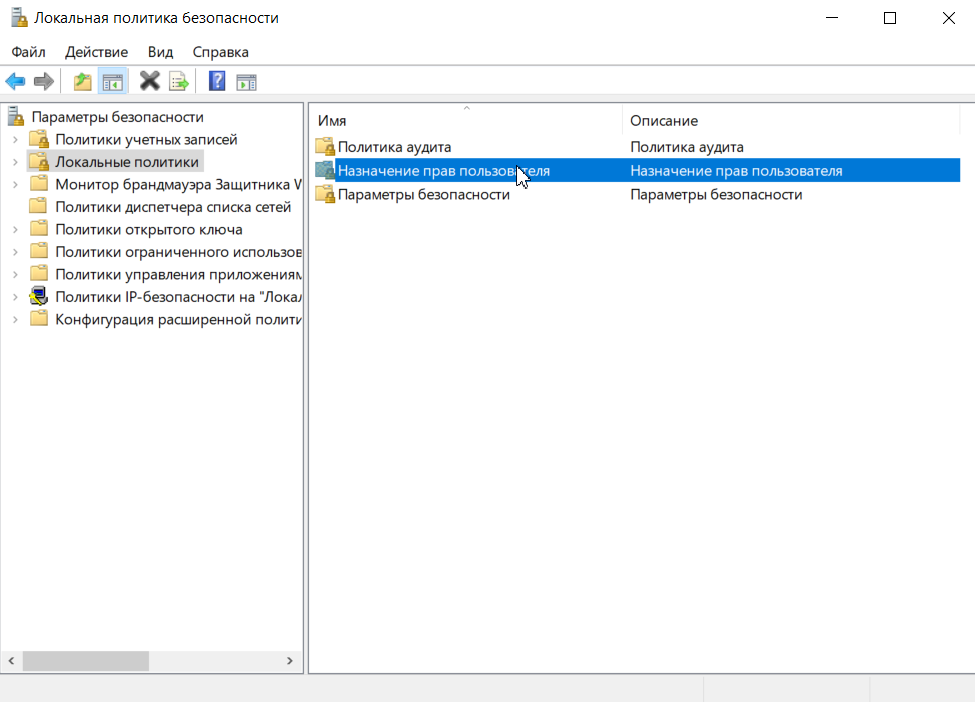 Локальная политика безопасности
Файл Действие Вид Справка
Параметры безопасности
Политики учетных записей
Локальные политики
Монитор брандмауэра Защитника W
Политики диспетчера списка сетей
Политики открытого ключа
Политики ограниченного использов
Политики управления приложениям
Политики IP-безопасности на "Лока
Конфигурация расширенной полити
Имя Описание
Политика аудита Политика аудита
Назначение прав пользователя Назначение прав пользователя
Параметры безопасности Параметры безопасности